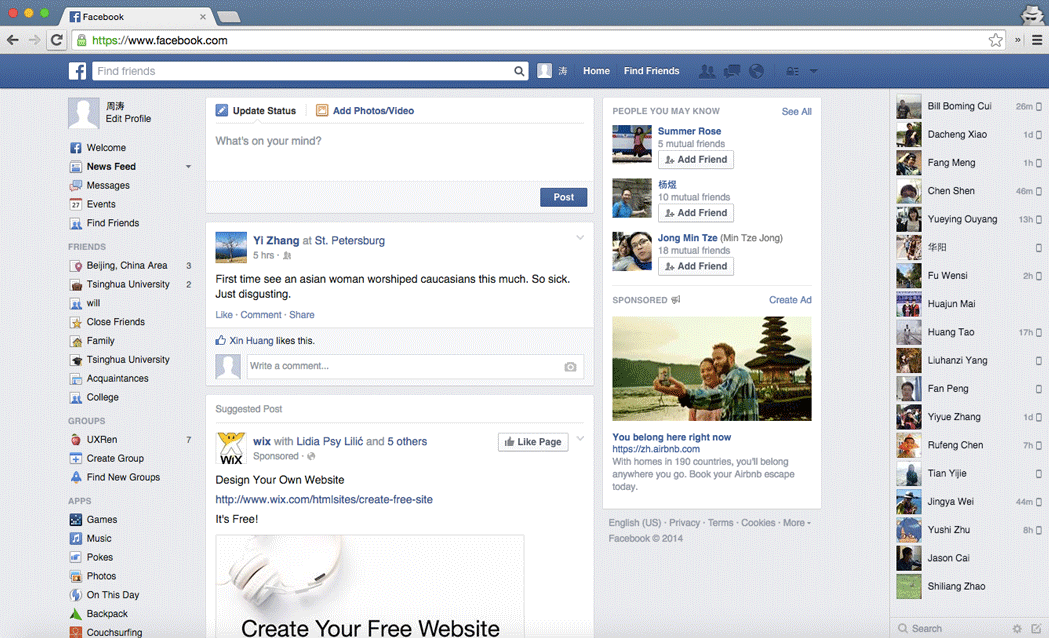 Facebook
https://www.facebook.com
Find friends
涛
Home
Find Friends
周涛
Edit Profile
Welcome
News Feed
Messages
27
Events
Find Friends
FRIENDS
Beijing, China Area 3
Tsinghua University 2
will
Close Friends
Family
Tsinghua University
Acquaintances
College
GROUPS
UXRen 7
Create Group
Find New Groups
APPS
Games
Music
Pokes
Photos
On This Day
Backpack
Couchsurfing
Update Status
Add Photos/Video
What's on your mind?
Post
Yi Zhang at St. Petersburg
5 hrs ·
First time see an asian woman worshiped caucasians this much. So sick.
Just disgusting.
Like · Comment · Share
Xin Huang likes this.
Write a comment...
Suggested Post
WiX
wix with Lidia Psy Lilić and 5 others
Sponsored ·
Like Page
Design Your Own Website
http://www.wix.com/htmlsites/create-free-site
It's Free!
Create Your Free Website
PEOPLE YOU MAY KNOW
See All
Summer Rose
5 mutual friends
Add Friend
杨煜
10 mutual friends
Add Friend
Jong Min Tze (Min Tze Jong)
18 mutual friends
Add Friend
SPONSORED
Create Ad
You belong here right now
https://zh.airbnb.com
With homes in 190 countries, you'll belong
anywhere you go. Book your Airbnb escape
today.
English (US) · Privacy · Terms · Cookies · More
Facebook © 2014
Bill Boming Cui 26m
Dacheng Xiao 1d
Fang Meng 1h
Chen Shen 46m
Yueying Ouyang 13h
华阳
Fu Wensi 2h
Huajun Mai
Huang Tao 17h
Liuhanzi Yang
Fan Peng
Yiyue Zhang 1d
Rufeng Chen 7h
Tian Yijie
Jingya Wei 44m
Yushi Zhu 8h
Jason Cai
Shiliang Zhao
Search